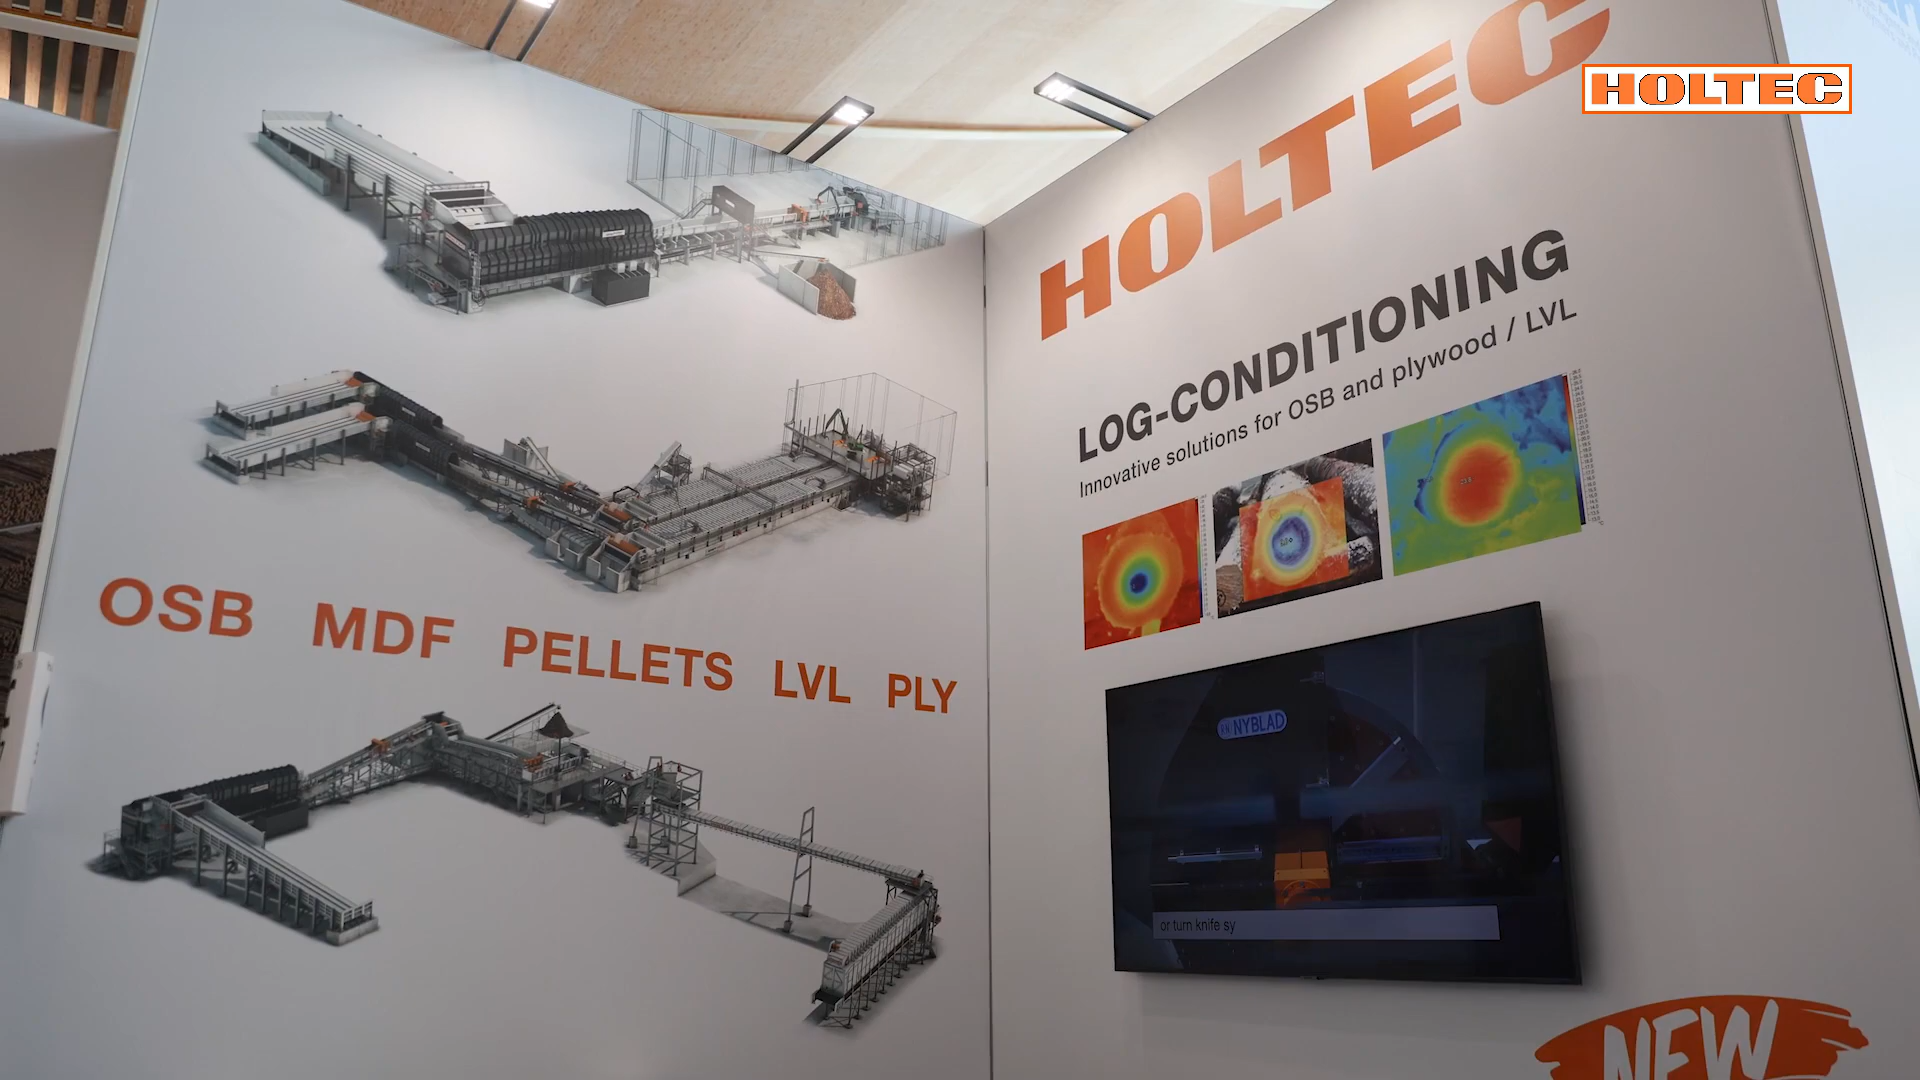 HOLTEC
HOLTEC
LOG-CONDITIONING
Innovative solutions for OSB and plywood / LVL
OSB MDF PELLETS LVL PLY
NYBLAD
or turn knife sy
NEW